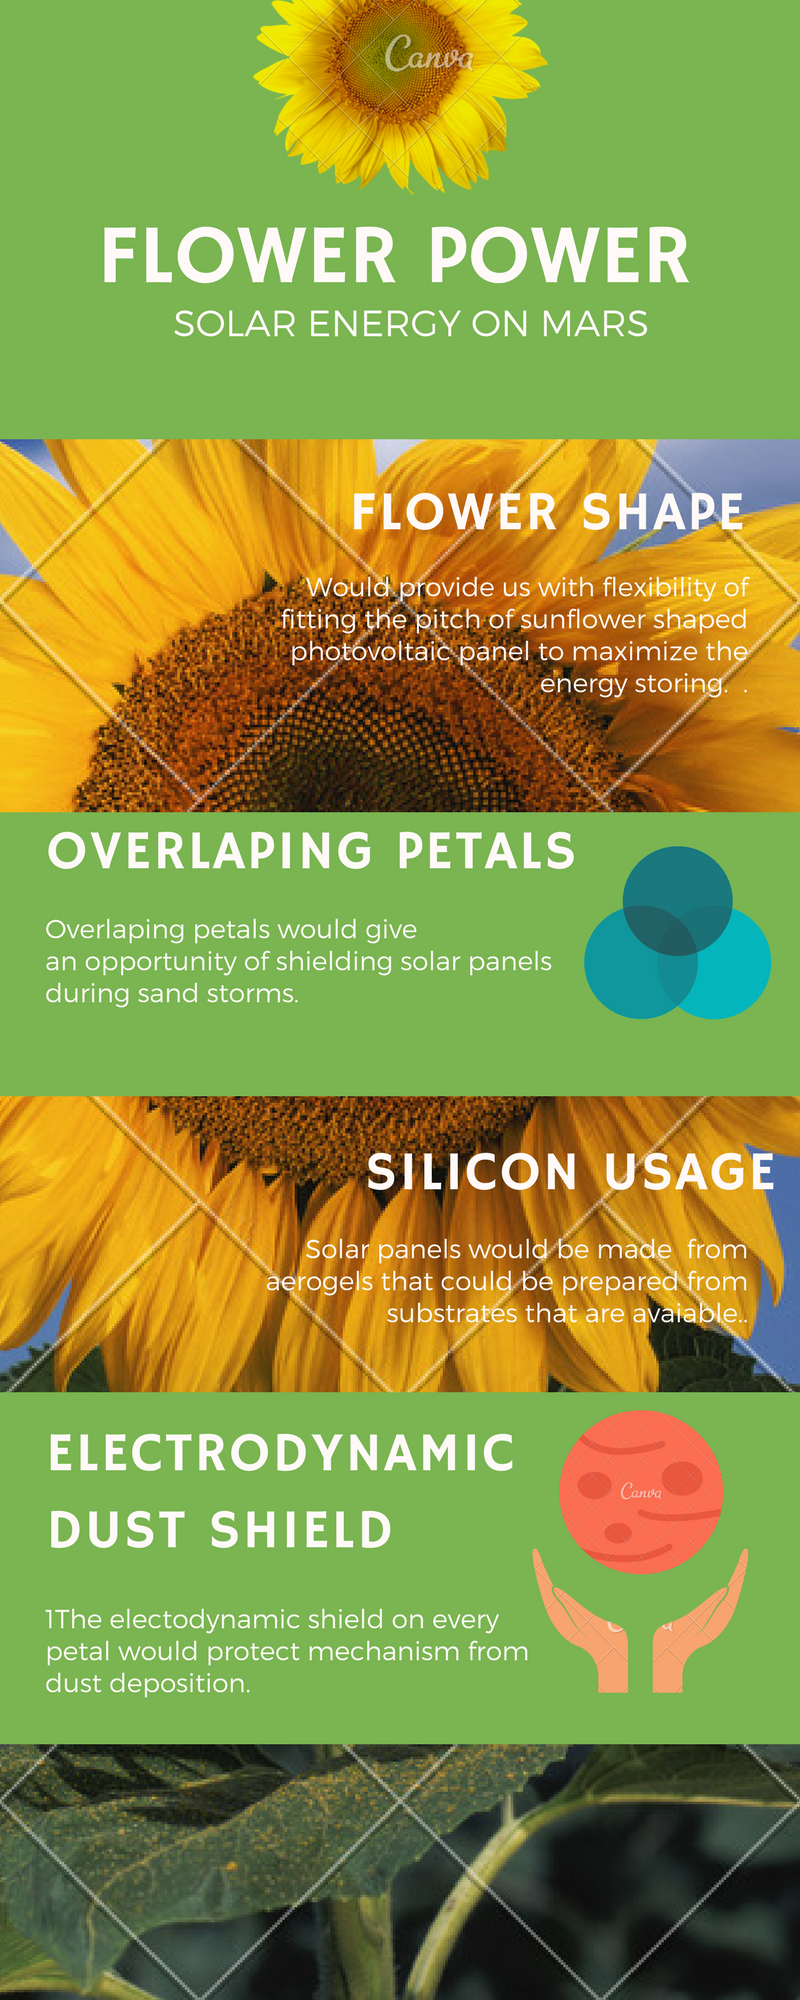 Canva
FLOWER POWER
SOLAR ENERGY ON MARS
FLOWER SHAPE
Would provide us with flexibility of
fitting the pitch of sunflower shaped
photovoltaic panel to maximize the
energy storing.  .
OVERLAPING PETALS
Overlaping petals would give
an opportunity of shielding solar panels
during sand storms.
SILICON USAGE
Solar panels would be made  from
aerogels that could be prepared from
substrates that are avaiable..
ELECTRODYNAMIC
DUST SHIELD
Canva
1The electodynamic shield on every
petal would protect mechanism from
dust deposition.